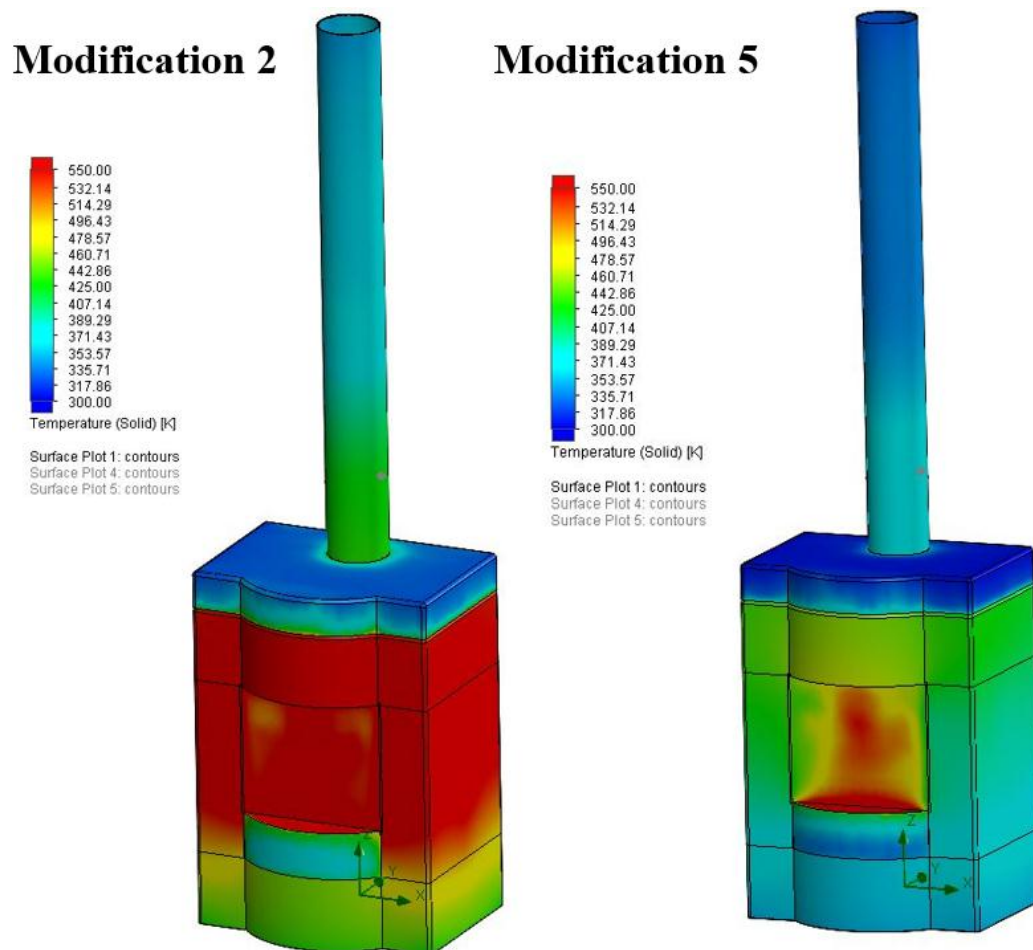 Modification 2
Modification 5
550.00
532.14
514.29
496.43
478.57
460.71
442.86
425.00
407.14
389.29
371.43
353.57
335.71
317.86
300.00
Temperature (Solid) [K]
Surface Plot 1: contours
Surface Plot 4: contours
Surface Plot 5: contours
550.00
532.14
514.29
496.43
478.57
460.71
442.86
425.00
407.14
389.29
371.43
353.57
335.71
317.86
300.00
Temperature (Solid) [K]
Surface Plot 1: contours
Surface Plot 4: contours
Surface Plot 5: contours
Y
X
Z
Y
X